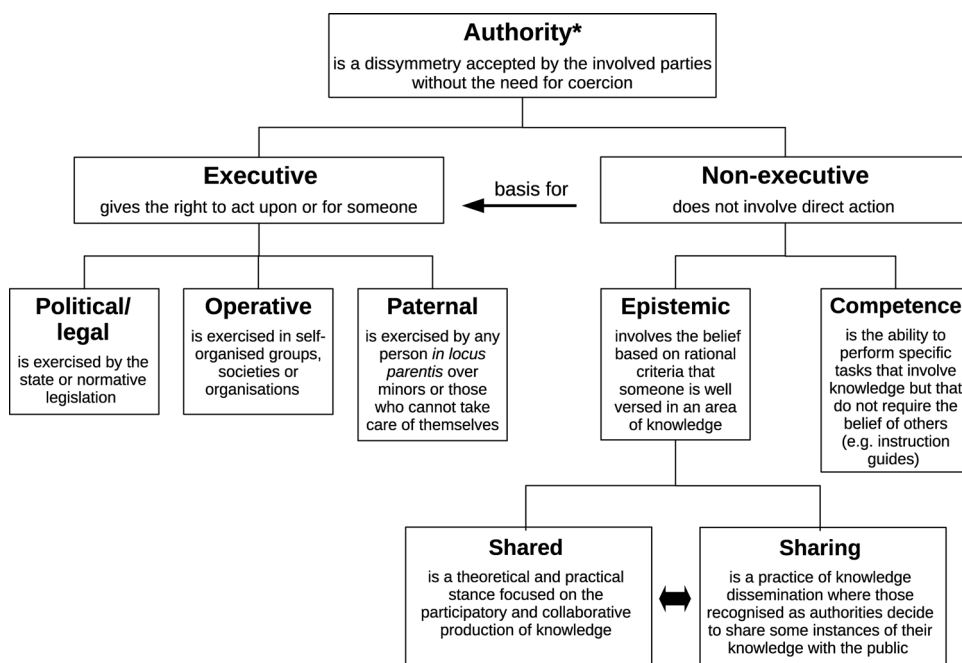 Authority*
is a dissymmetry accepted by the involved parties
without the need for coercion
Executive
gives the right to act upon or for someone
basis for
Non-executive
does not involve direct action
Political/
legal
is exercised by the
state or normative
legislation
Operative
is exercised in self-
organised groups,
societies or
organisations
Paternal
is exercised by any
person in locus
parentis over
minors or those
who cannot take
care of themselves
Epistemic
involves the belief
based on rational
criteria that
someone is well
versed in an area
of knowledge
Competence
is the ability to
perform specific
tasks that involve
knowledge but that
do not require the
belief of others
(e.g. instruction
guides)
Shared
is a theoretical and practical
stance focused on the
participatory and collaborative
production of knowledge
Sharing
is a practice of knowledge
dissemination where those
recognised as authorities decide
to share some instances of their
knowledge with the public